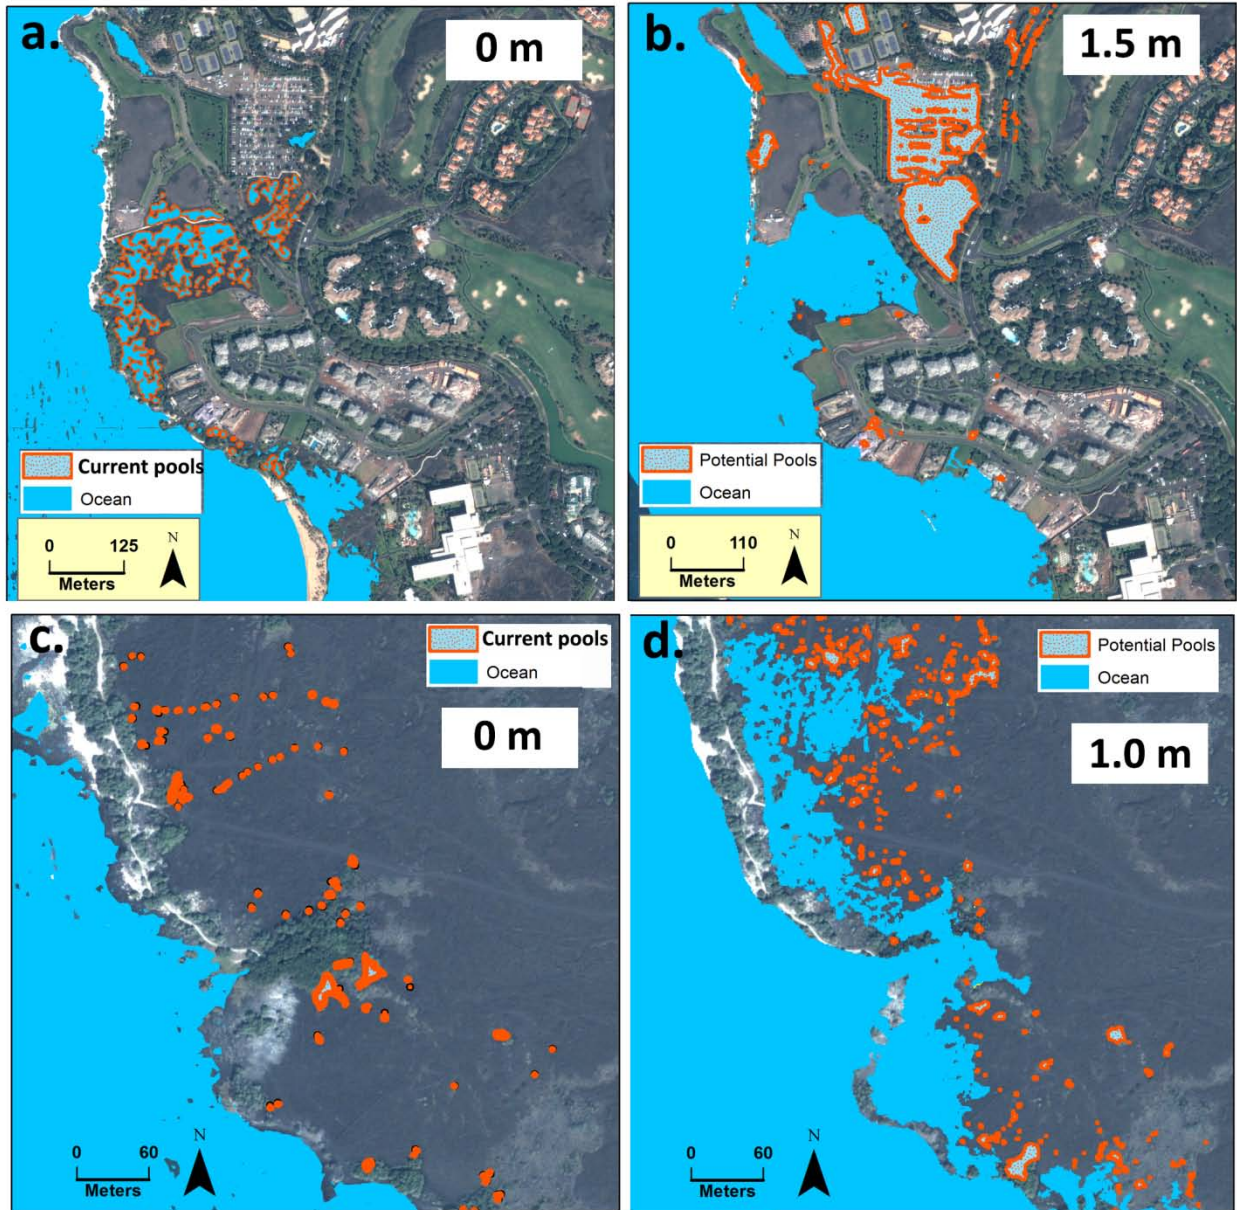 a.
0 m
Current pools
Ocean
N
0 125
Meters
b.
1.5 m
Potential Pools
Ocean
N
0 110
Meters
c.
Current pools
Ocean
0 m
N
0 60
Meters
d.
Potential Pools
Ocean
1.0 m
N
0 60
Meters